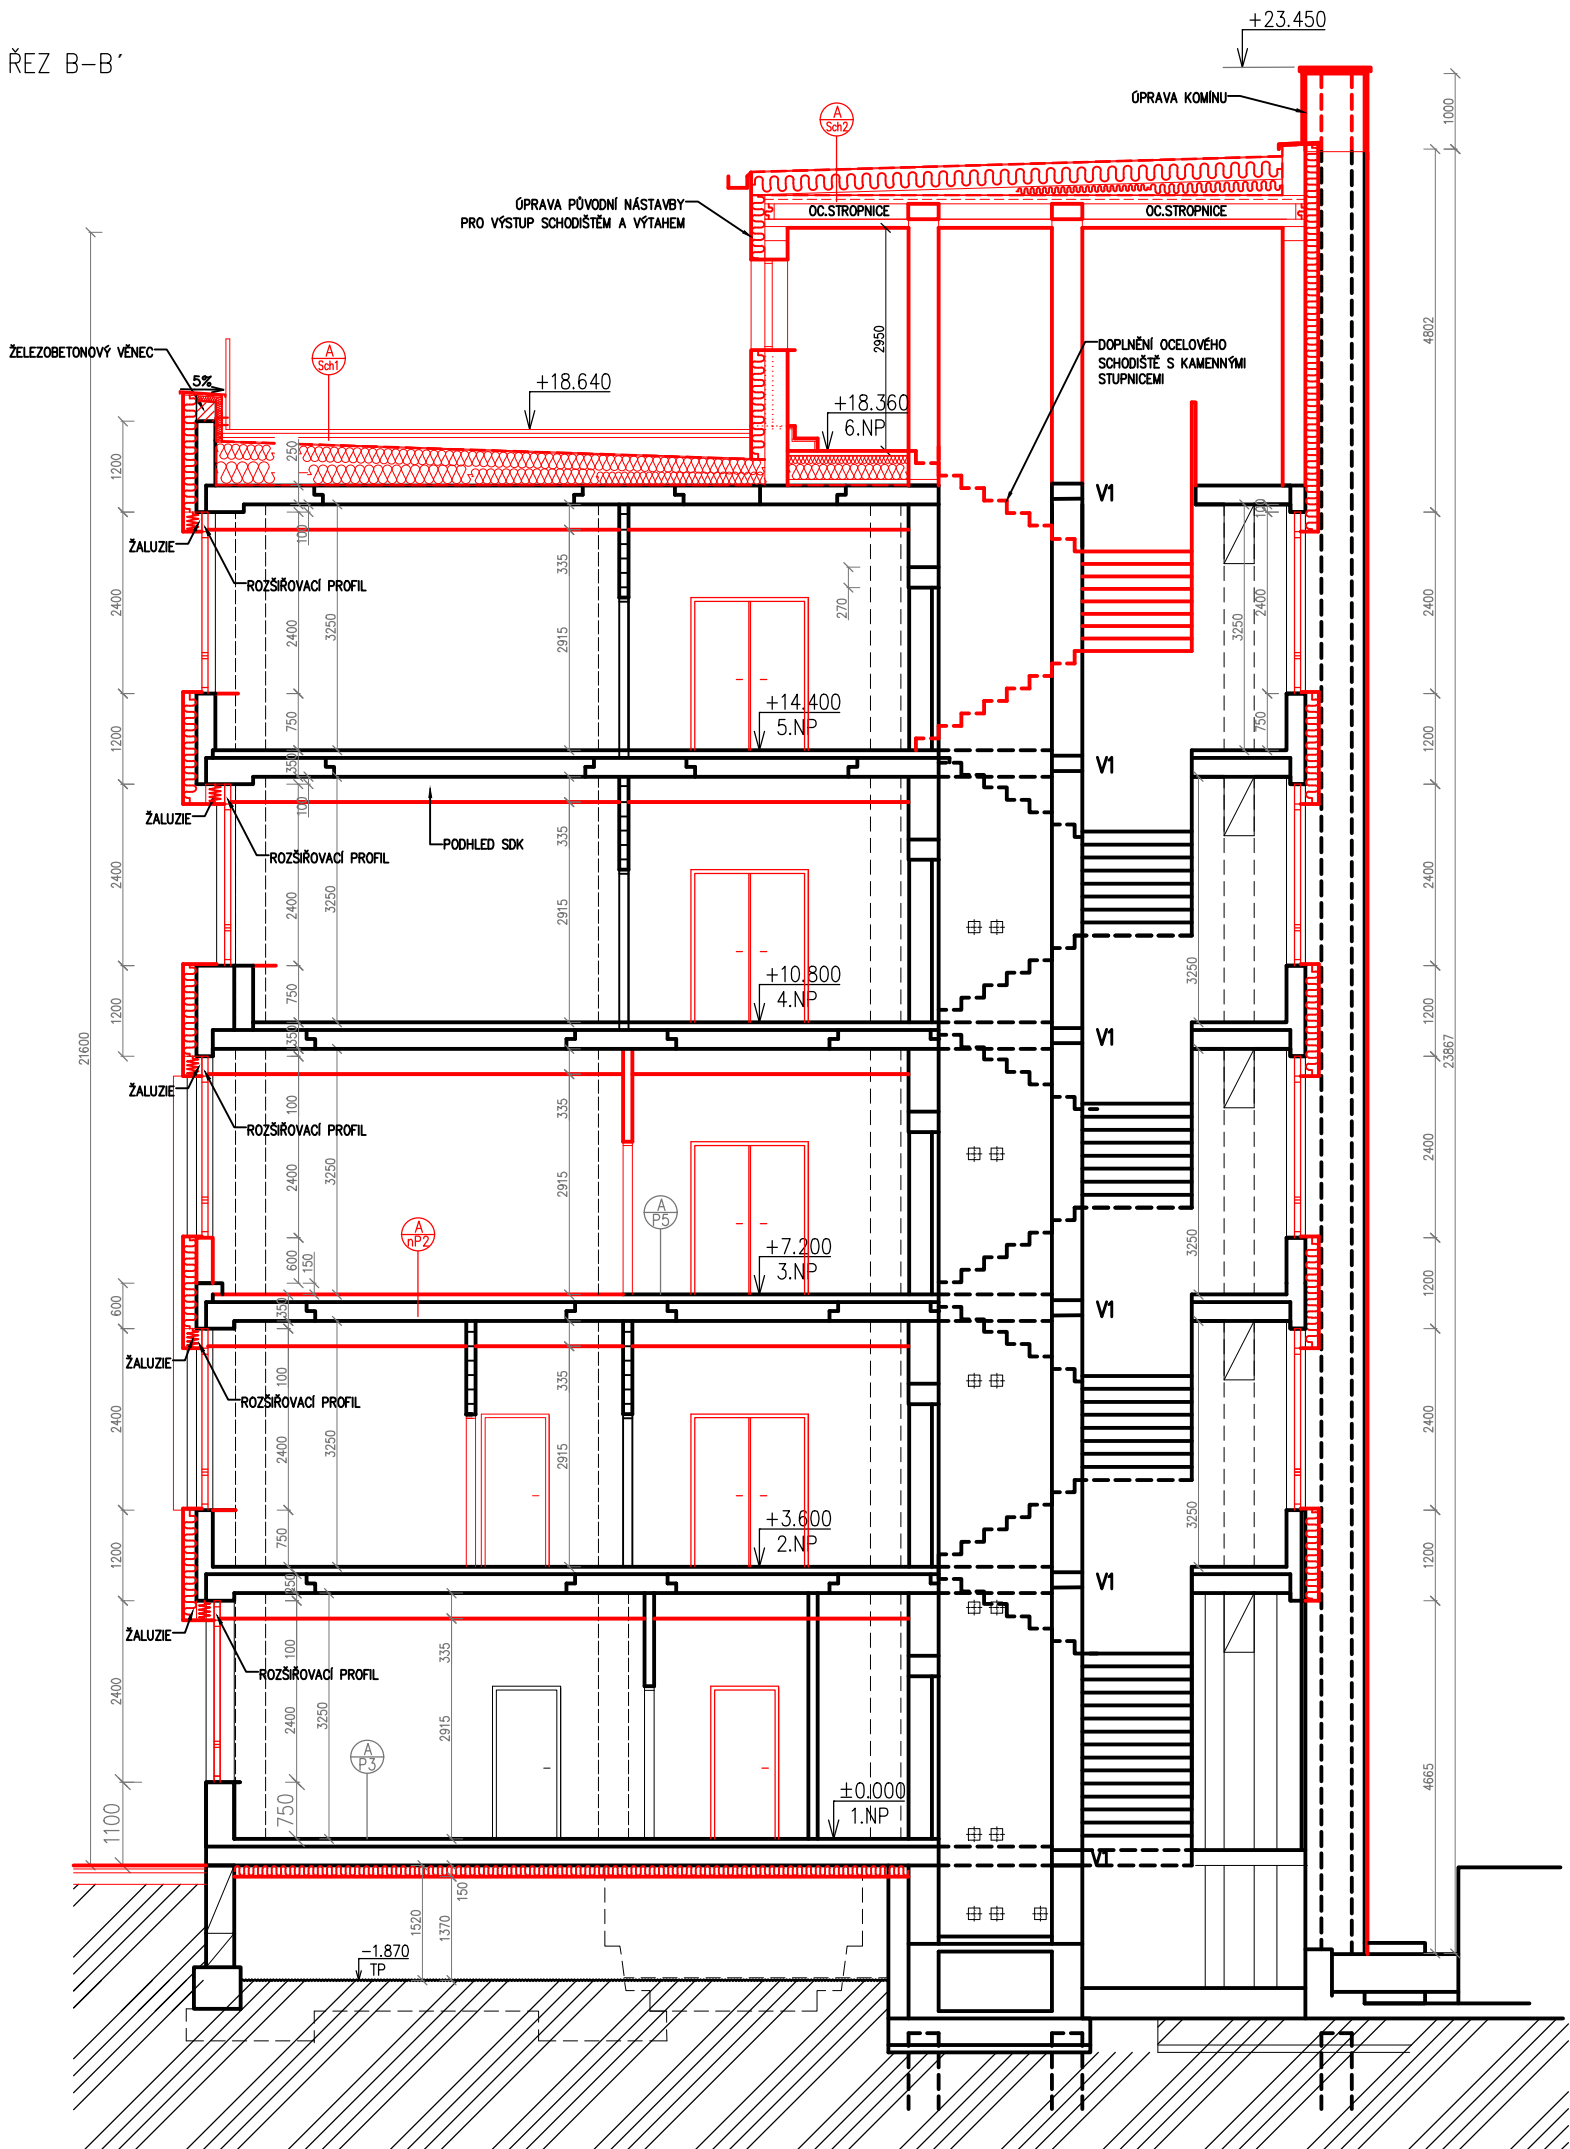 ŘEZ B-B´
+23.450
ÚPRAVA KOMÍNU
1000
A
Sch2
ÚPRAVA PŮVODNÍ NÁSTAVBY
PRO VÝSTUP SCHODIŠTĚM A VÝTAHEM
OC.STROPNICE
OC.STROPNICE
4802
2950
ŽELEZOBETONOVÝ VĚNEC
A
Sch1
5%
+18.640
+18.360
6.NP
DOPLNĚNÍ OCELOVÉHO
SCHODIŠTĚ S KAMENNÝMI
STUPNICEMI
1200
250
V1
100
100
ŽALUZIE
ROZŠIŘOVACÍ PROFIL
335
270
2400
2400
3250
2915
3250
2400
2400
+14.400
5.NP
1200
750
750
1200
350
V1
100
ŽALUZIE
ROZŠIŘOVACÍ PROFIL
PODHLED SDK
335
2400
2400
3250
2915
2400
+10.800
4.NP
1200
750
3250
1200
21600
350
V1
23867
ŽALUZIE
ROZŠIŘOVACÍ PROFIL
100
335
2400
3250
2915
2400
A
P5
A
nP2
+7.200
3.NP
600
150
3250
600
350
1200
V1
ŽALUZIE
ROZŠIŘOVACÍ PROFIL
100
335
2400
2400
3250
2915
2400
+3.600
2.NP
1200
750
3250
1200
250
V1
ŽALUZIE
ROZŠIŘOVACÍ PROFIL
100
335
2400
2400
3250
2915
A
P3
4665
±0.000
1.NP
1100
750
V1
150
1520
1370
-1.870
TP